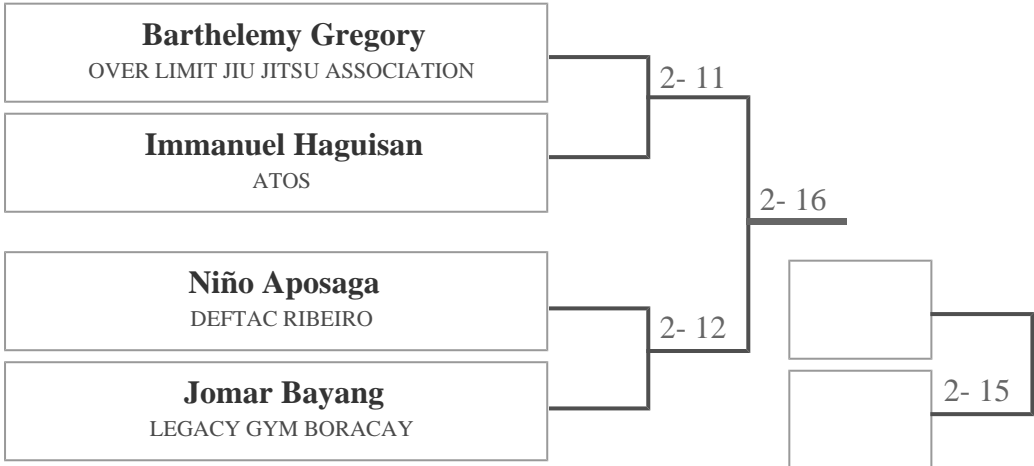 Barthelemy Gregory
OVER LIMIT JIU JITSU ASSOCIATION
2- 11
Immanuel Haguisan
ATOS
2- 16
Niño Aposaga
DEFTAC RIBEIRO
2- 12
Jomar Bayang
LEGACY GYM BORACAY
2- 15